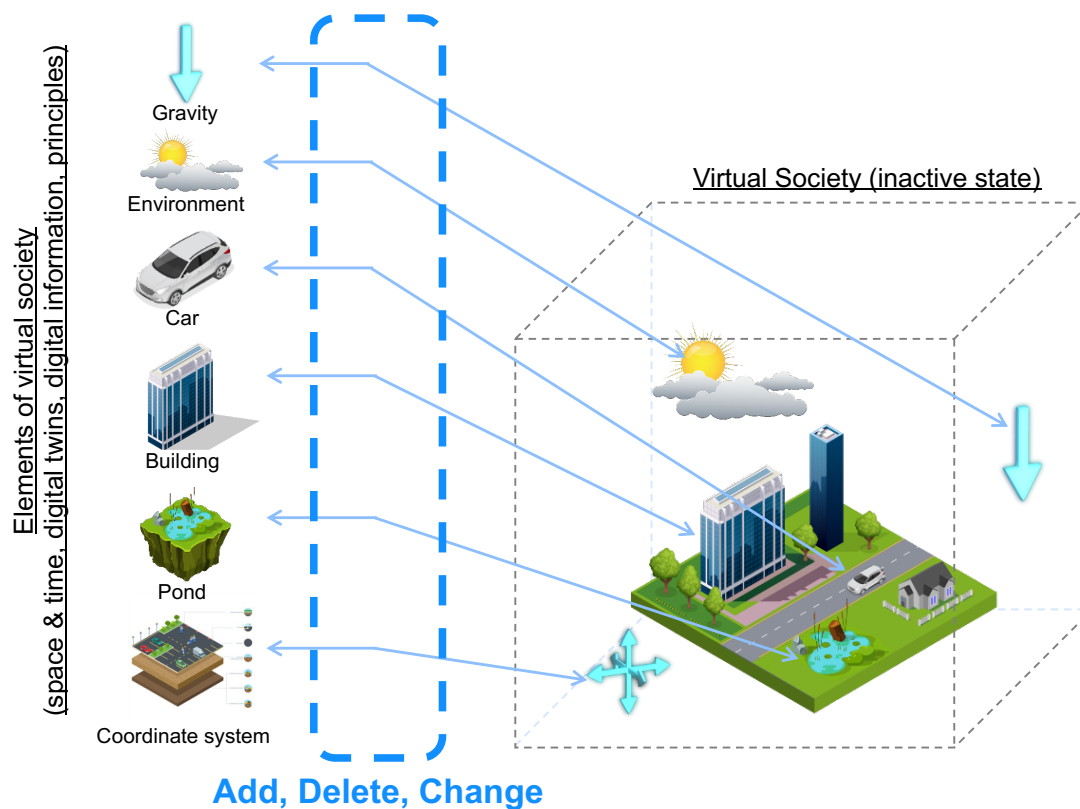 Elements of virtual society
(space & time, digital twins, digital information, principles)
Gravity
Environment
Car
Building
Pond
Coordinate system
Add, Delete, Change
Virtual Society (inactive state)